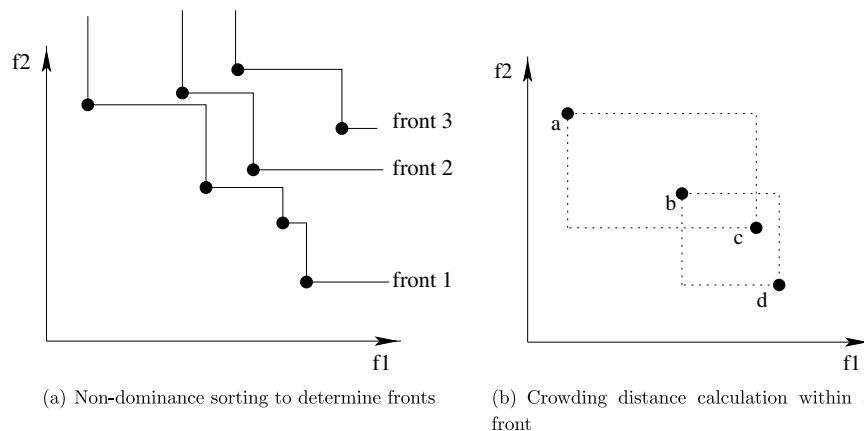 f2
front 3
front 2
front 1
f1
(a) Non-dominance sorting to determine fronts
f2
a
b
c
d
f1
(b) Crowding distance calculation within
front